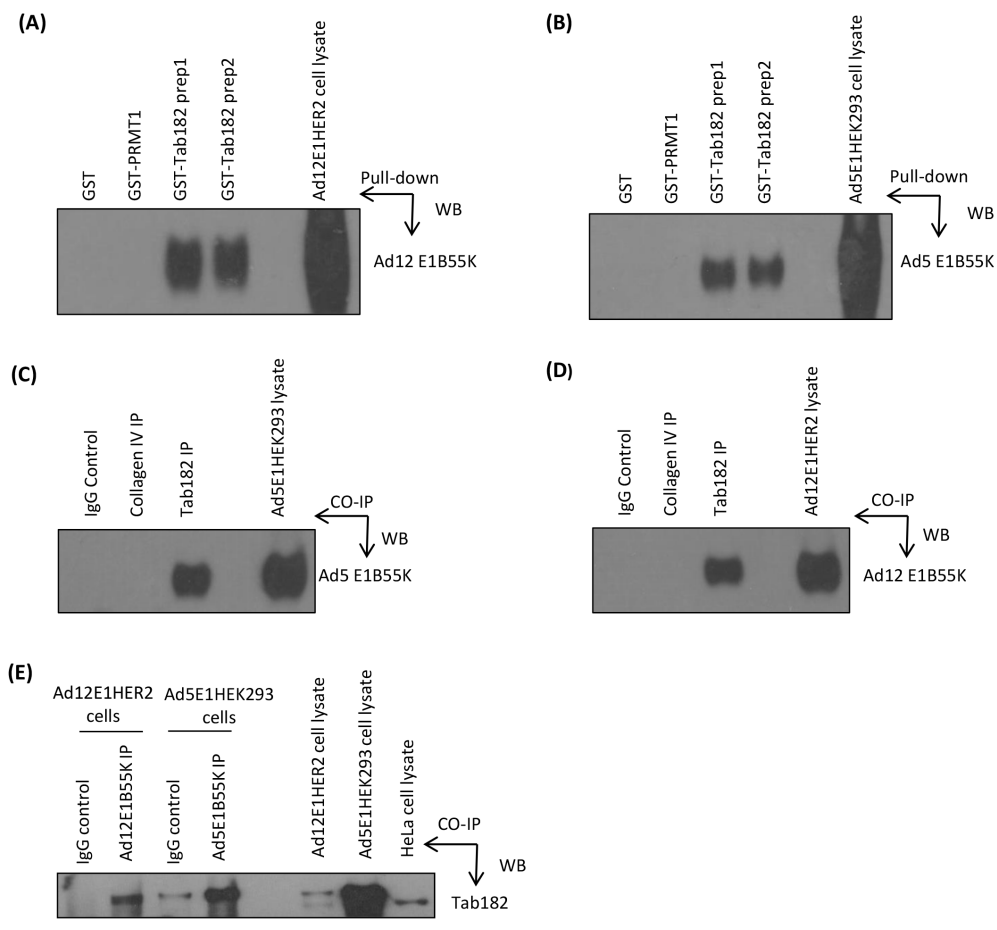 (A)
GST
GST-PRMT1
GST-Tab182 prep1
GST-Tab182 prep2
Ad12E1HER2 cell lysate
Pull-down
WB
Ad12 E1B55K
(B)
GST
GST-PRMT1
GST-Tab182 prep1
GST-Tab182 prep2
Ad5E1HEK293 cell lysate
Pull-down
WB
Ad5 E1B55K
(C)
IgG Control
Collagen IV IP
Tab182 IP
Ad5E1HEK293 lysate
CO-IP
WB
Ad5 E1B55K
(D)
IgG Control
Collagen IV IP
Tab182 IP
Ad12E1HER2 lysate
CO-IP
WB
Ad12 E1B55K
(E)
Ad12E1HER2
cells
Ad5E1HEK293
cells
IgG control
Ad12E1B55K IP
IgG control
Ad5E1B55K IP
Ad12E1HER2 cell lysate
Ad5E1HEK293 cell lysate
HeLa cell lysate
CO-IP
WB
Tab182